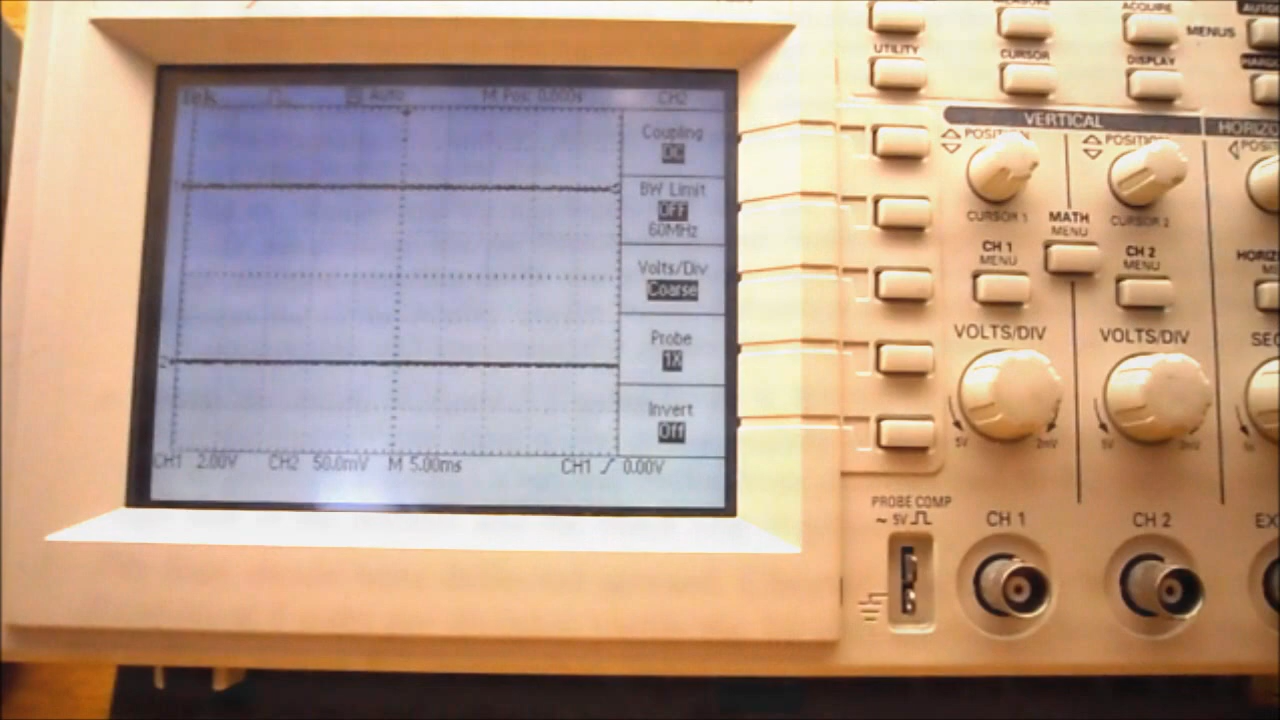 Tek Auto M Pos: 0.000s CH2
Coupling
DC
BW Limit
OFF
60MHz
Volts/Div
Coarse
Probe
1X
Invert
Off
CH1 2.00V CH2 50.0mV M 5.00ms CH1 0.00V
ACQUIRE
MENUS
UTILITY CURSOR DISPLAY
VERTICAL
POSITION POSITION
CURSOR 1 CURSOR 2
MATH
MENU
CH 1
MENU
CH 2
MENU
VOLTS/DIV VOLTS/DIV
5V 2mV 5V 2mV
PROBE COMP
~ 5V
CH 1 CH 2